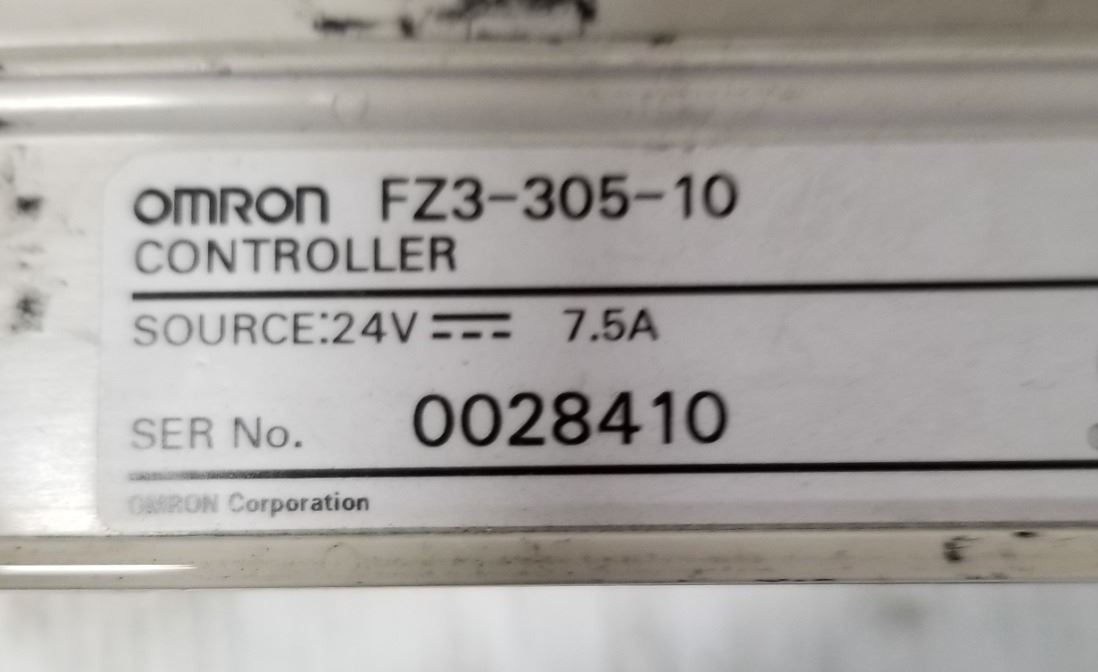 OMRON FZ3-305-10
CONTROLLER
SOURCE:24V⎓ 7.5A
SER No. 0028410
OMRON Corporation